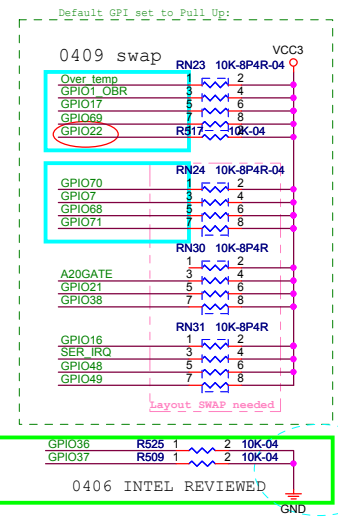 Default GPI set to Pull Up:
0409 swap
VCC3
RN23 10K-8P4R-04
Over_temp 1 2
GPIO1_OBR 3 4
GPIO17 5 6
GPIO69 7 8
GPIO22 R517 10K-04
RN24 10K-8P4R-04
GPIO70 1 2
GPIO7 3 4
GPIO68 5 6
GPIO71 7 8
RN30 10K-8P4R
1 2
A20GATE 3 4
GPIO21 5 6
GPIO38 7 8
RN31 10K-8P4R
GPIO16 1 2
SER_IRQ 3 4
GPIO48 5 6
GPIO49 7 8
Layout SWAP needed
GPIO36 R525 1 2 10K-04
GPIO37 R509 1 2 10K-04
0406 INTEL REVIEWED
GND